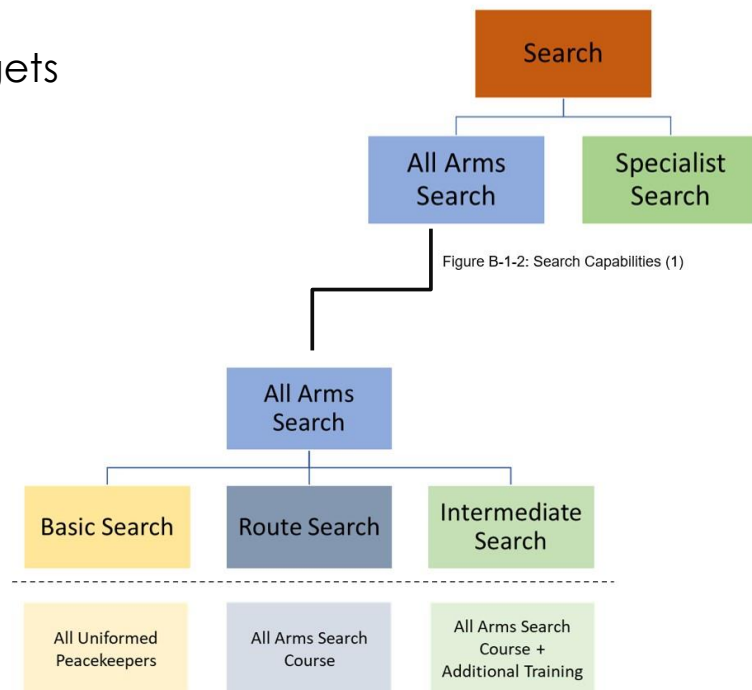 gets
Search
All Arms
Search
Specialist
Search
Figure B-1-2: Search Capabilities (1)
All Arms
Search
Basic Search
Route Search
Intermediate
Search
All Uniformed
Peacekeepers
All Arms Search
Course
All Arms Search
Course +
Additional Training